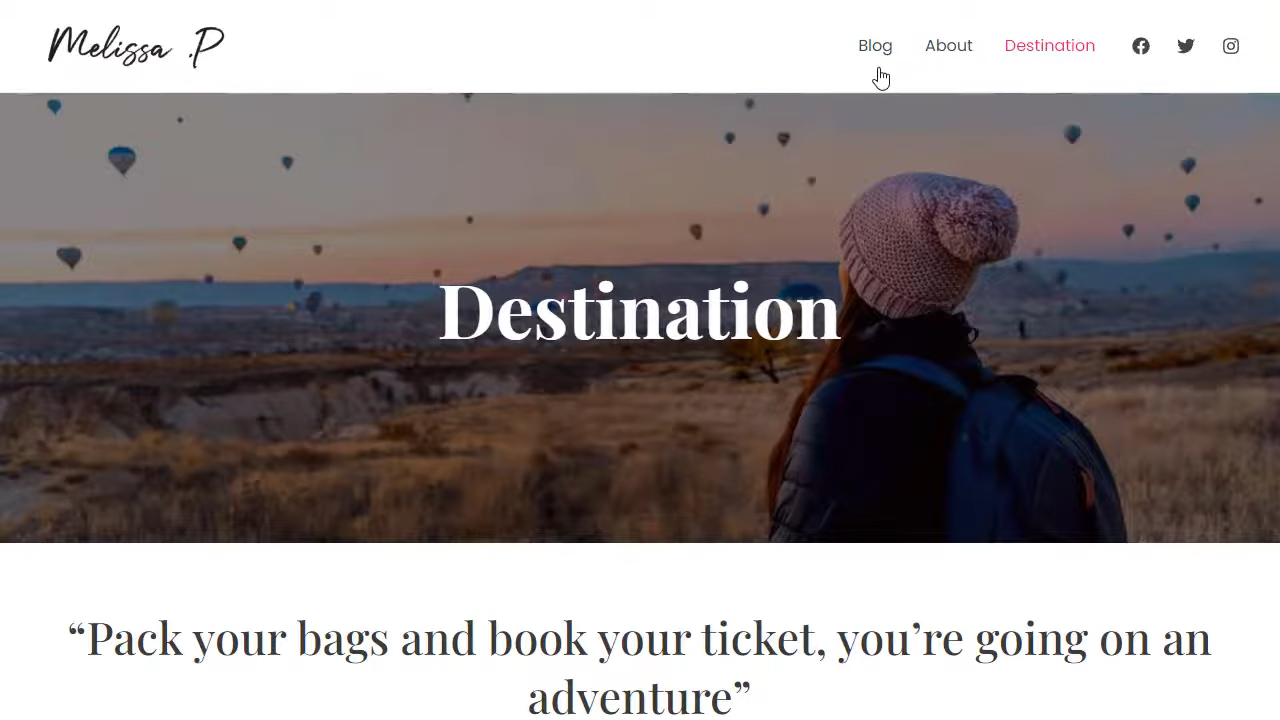 Melissa .P
Blog About Destination
Destination
“Pack your bags and book your ticket, you’re going on an
adventure”